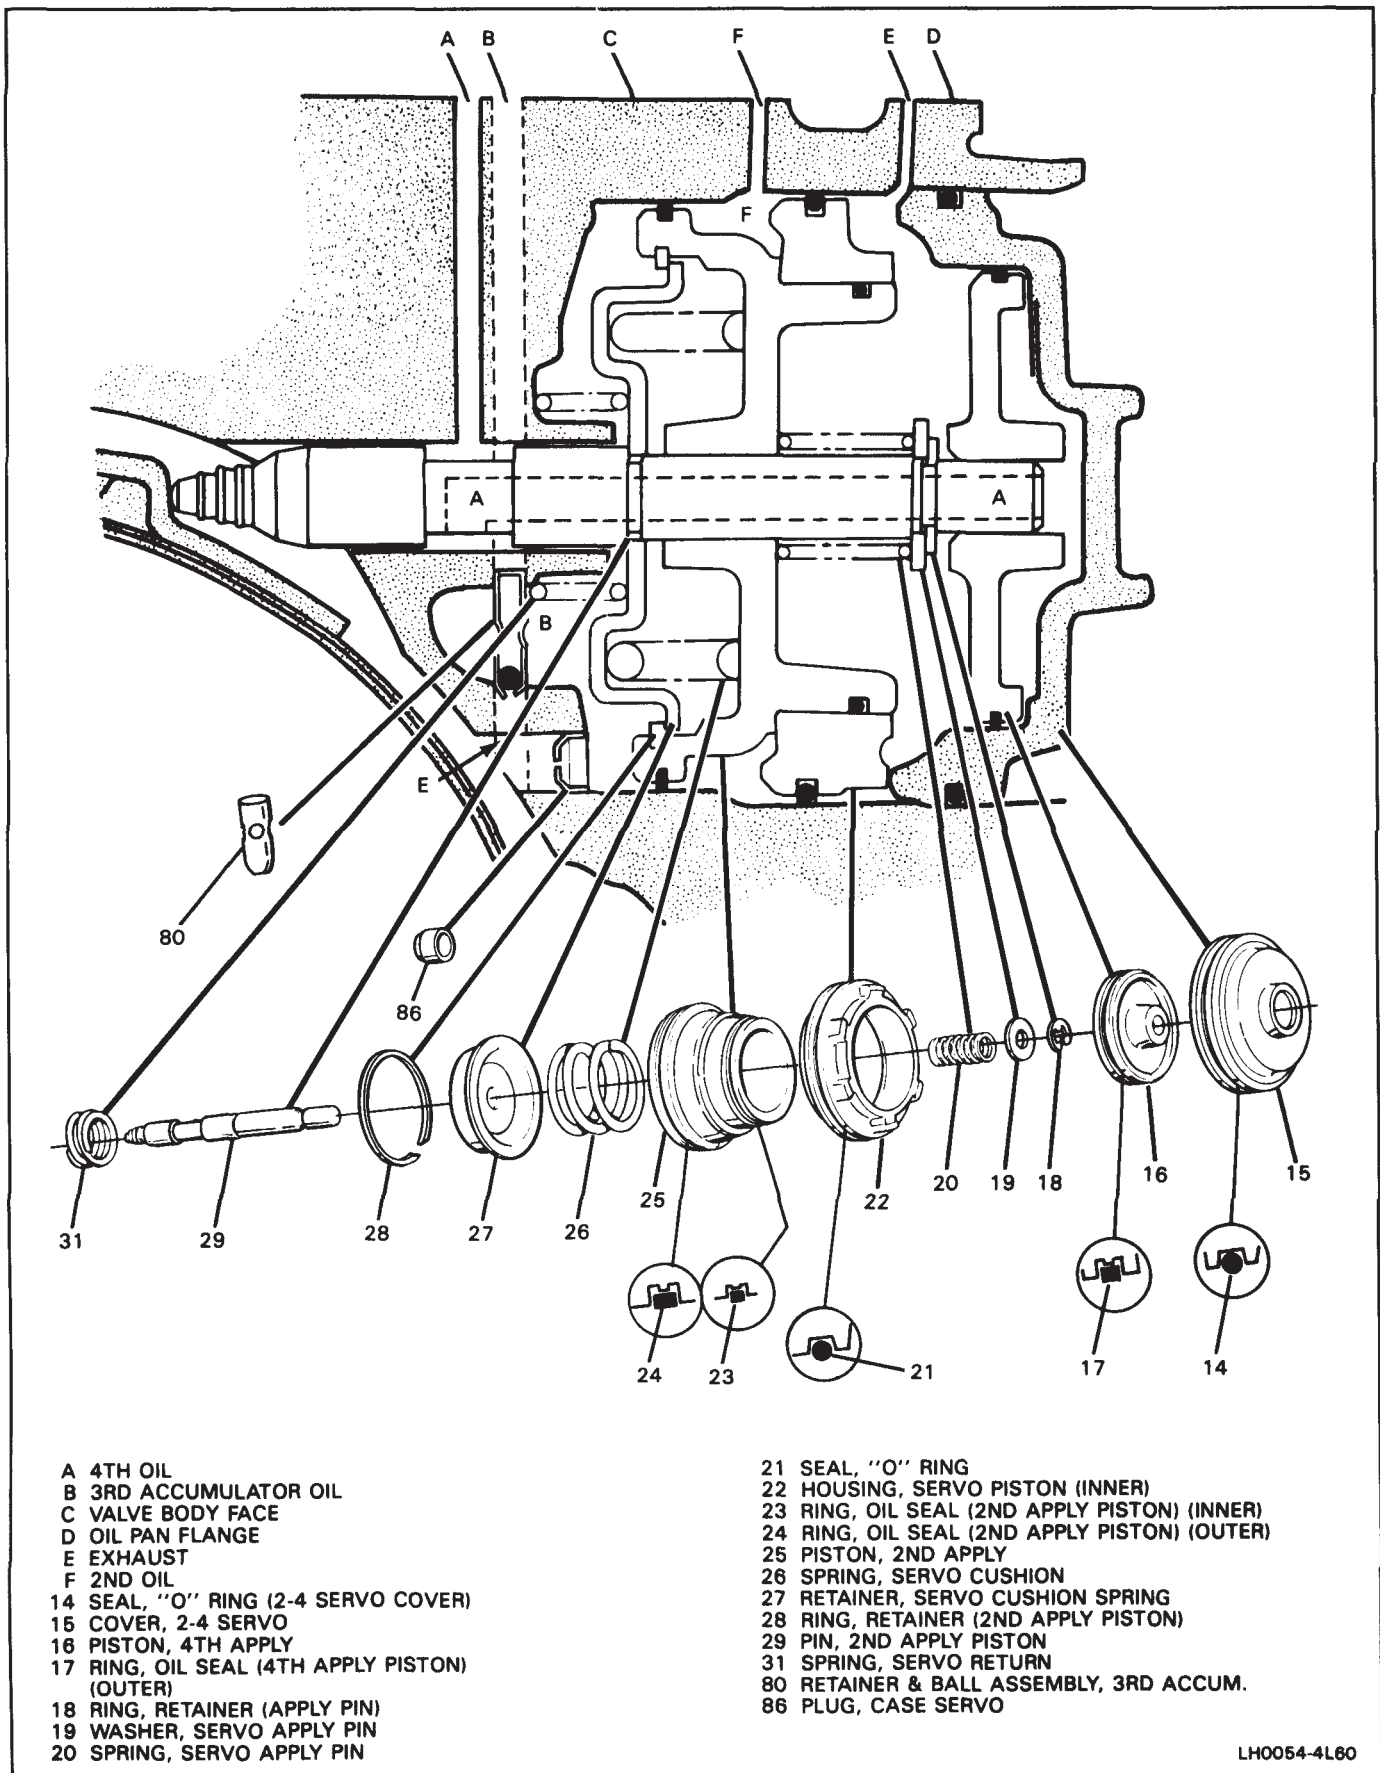 A B C F E D
F
A A
B
E
80
86
31 29 28 27 26 25 22 20 19 18 16 15
24 23 21 17 14
A 4TH OIL
B 3RD ACCUMULATOR OIL
C VALVE BODY FACE
D OIL PAN FLANGE
E EXHAUST
F 2ND OIL
14 SEAL, "O" RING (2-4 SERVO COVER)
15 COVER, 2-4 SERVO
16 PISTON, 4TH APPLY
17 RING, OIL SEAL (4TH APPLY PISTON)
(OUTER)
18 RING, RETAINER (APPLY PIN)
19 WASHER, SERVO APPLY PIN
20 SPRING, SERVO APPLY PIN
21 SEAL, "O" RING
22 HOUSING, SERVO PISTON (INNER)
23 RING, OIL SEAL (2ND APPLY PISTON) (INNER)
24 RING, OIL SEAL (2ND APPLY PISTON) (OUTER)
25 PISTON, 2ND APPLY
26 SPRING, SERVO CUSHION
27 RETAINER, SERVO CUSHION SPRING
28 RING, RETAINER (2ND APPLY PISTON)
29 PIN, 2ND APPLY PISTON
31 SPRING, SERVO RETURN
80 RETAINER & BALL ASSEMBLY, 3RD ACCUM.
86 PLUG, CASE SERVO
LH0054-4L60